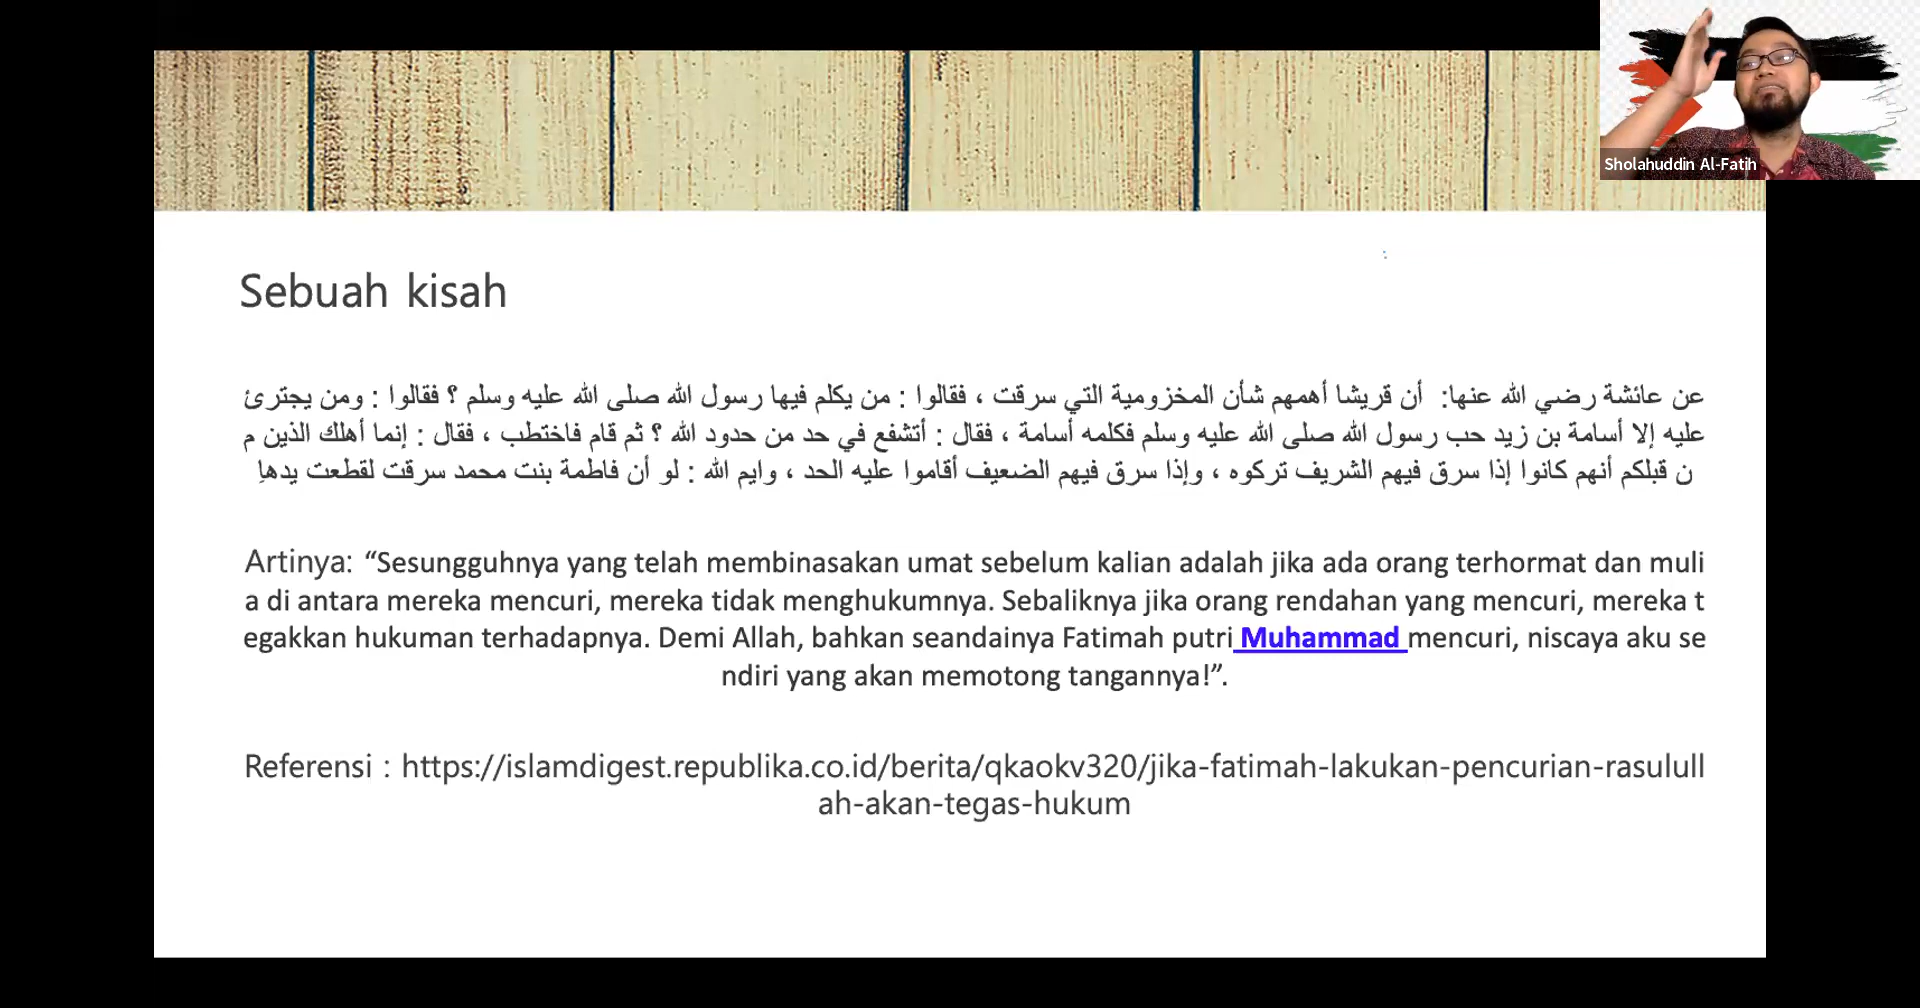 Sholahuddin Al-Fatih
Sebuah kisah
عن عائشة رضي الله عنها:  أن قريشا أهمهم شأن المخزومية التي سرقت ، فقالوا : من يكلم فيها رسول الله صلى الله عليه وسلم ؟ فقالوا : ومن يجترئ
عليه إلا أسامة بن زيد حب رسول الله صلى الله عليه وسلم فكلمه أسامة ، فقال : أتشفع في حد من حدود الله ؟ ثم قام فاختطب ، فقال : إنما أهلك الذين م
ن قبلكم أنهم كانوا إذا سرق فيهم الشريف تركوه ، وإذا سرق فيهم الضعيف أقاموا عليه الحد ، وايم الله : لو أن فاطمة بنت محمد سرقت لقطعت يدهاِ
Artinya: “Sesungguhnya yang telah membinasakan umat sebelum kalian adalah jika ada orang terhormat dan muli
a di antara mereka mencuri, mereka tidak menghukumnya. Sebaliknya jika orang rendahan yang mencuri, mereka t
egakkan hukuman terhadapnya. Demi Allah, bahkan seandainya Fatimah putri Muhammad mencuri, niscaya aku se
ndiri yang akan memotong tangannya!”.
Referensi : https://islamdigest.republika.co.id/berita/qkaokv320/jika-fatimah-lakukan-pencurian-rasulull
ah-akan-tegas-hukum